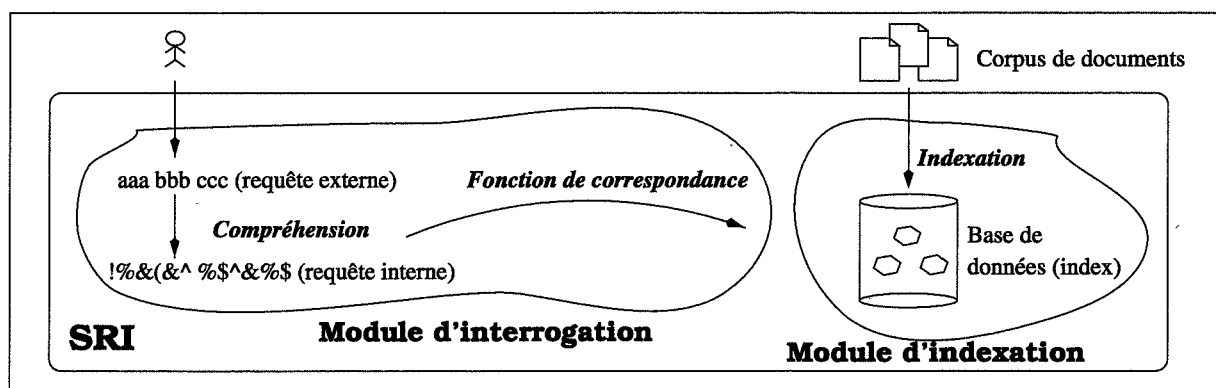 Corpus de documents
aaa bbb ccc (requête externe)
Compréhension
!%&(&^ %$^&%$ (requête interne)
Fonction de correspondance
Indexation
Base de
données (index)
SRI
Module d'interrogation
Module d'indexation